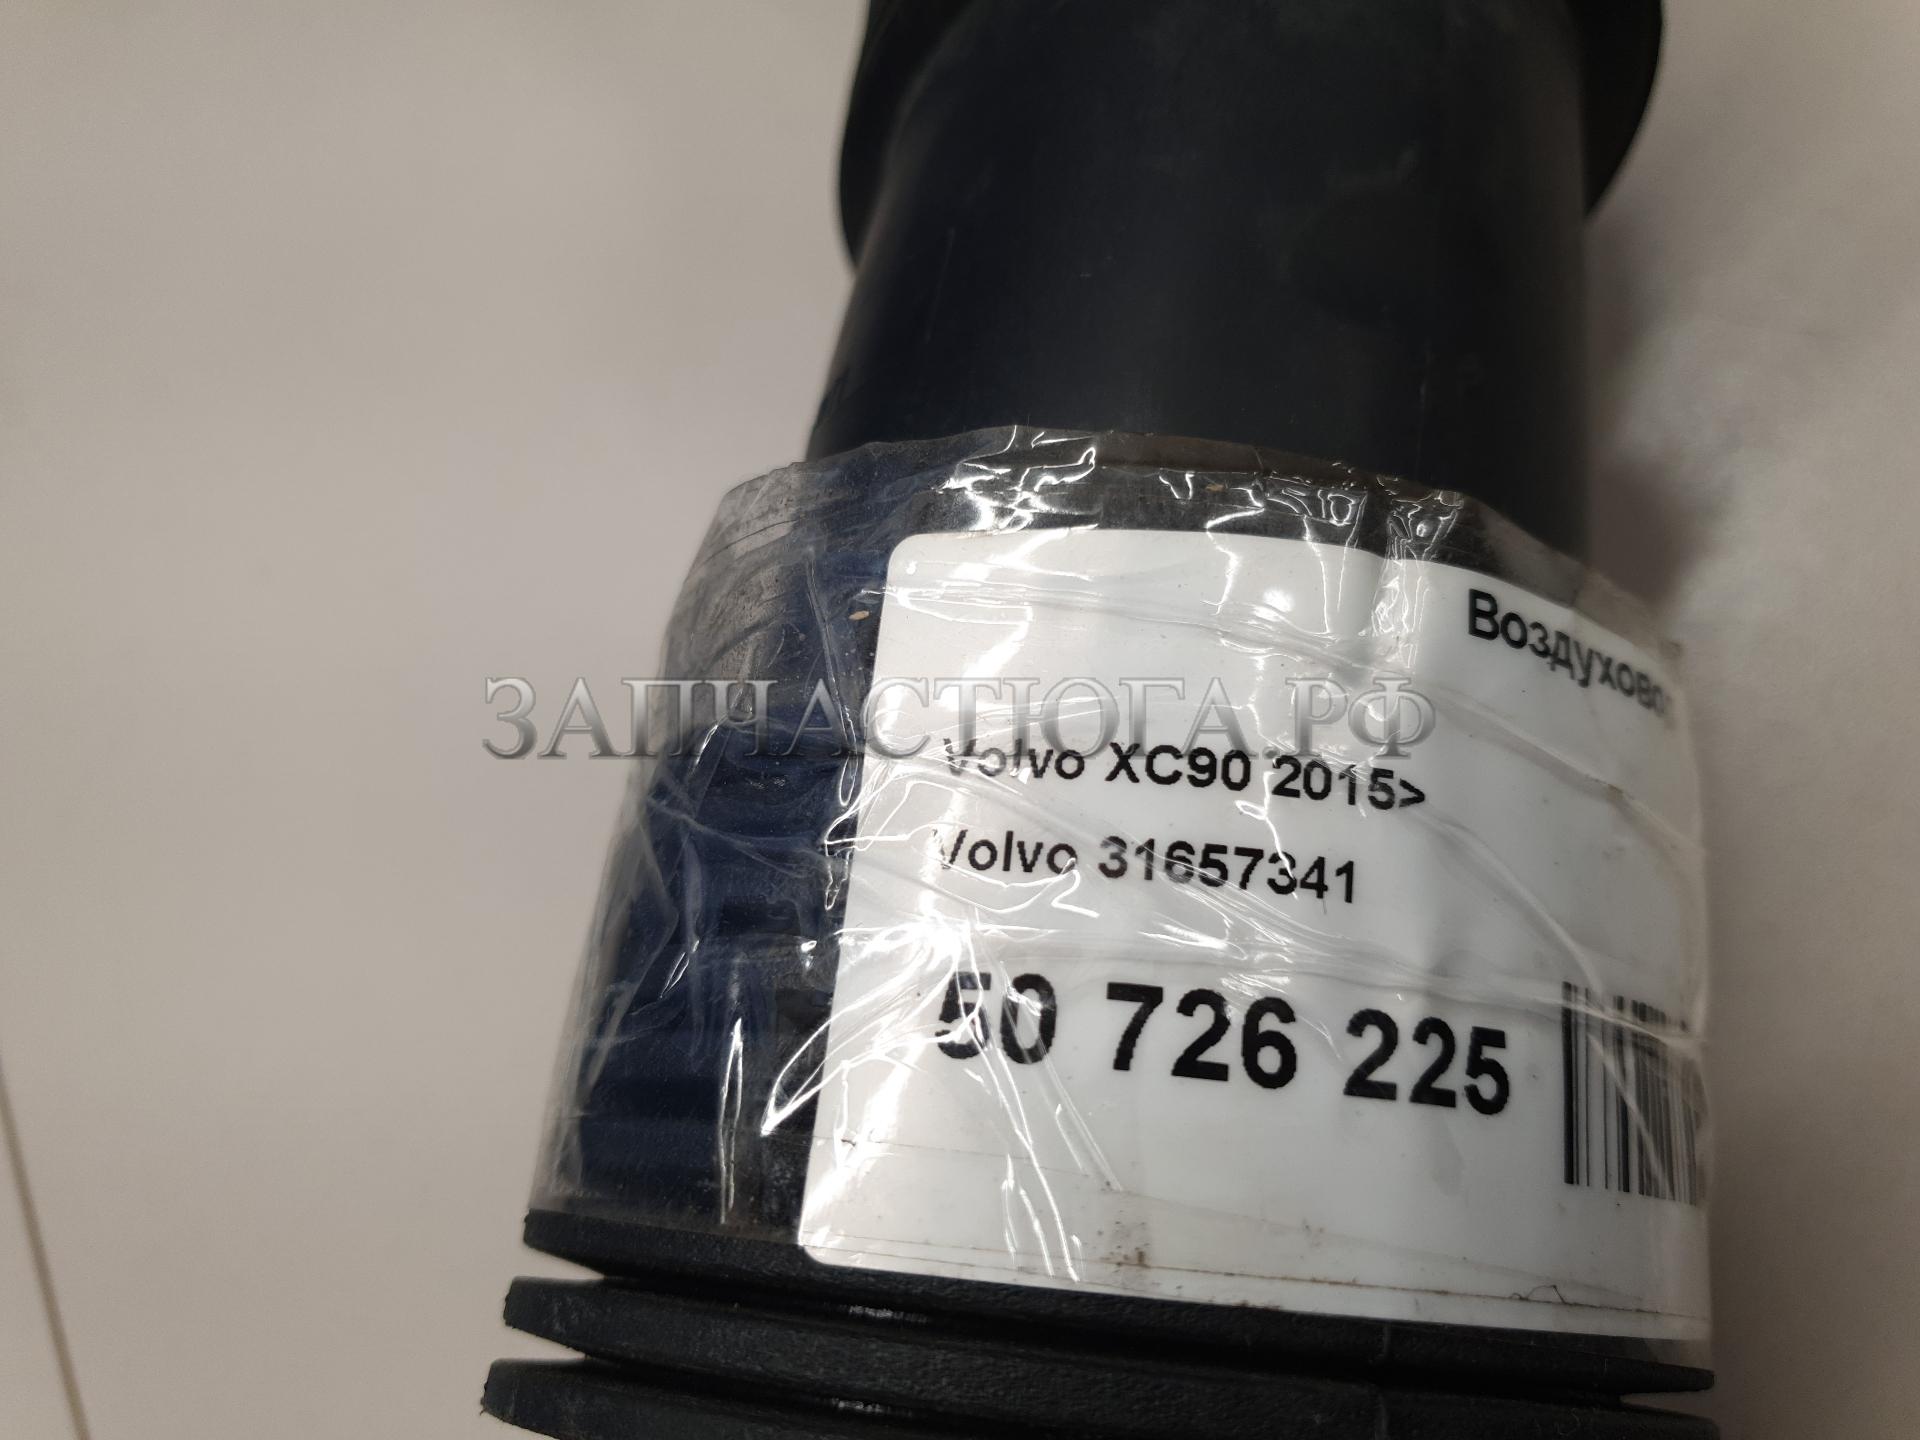 Воздуховод
ЗАПЧАСТЮГА.РФ
Volvo XC90 2015>
Volvo 31657341
50 726 225